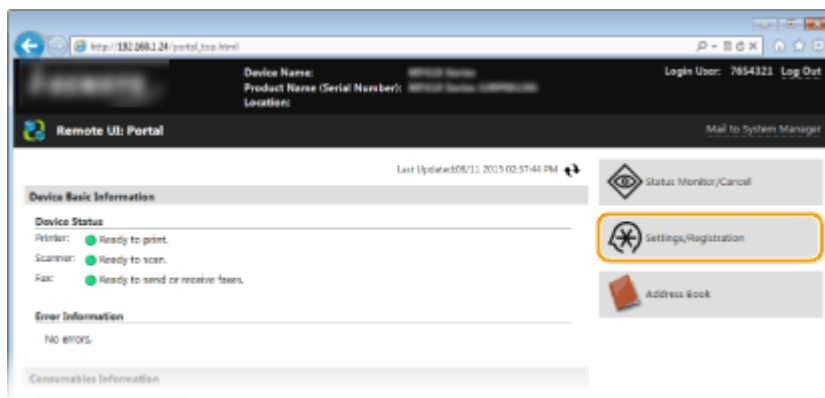 http://192.168.1.24/portal_top.html
Device Name:
Product Name (Serial Number):
Location:
Login User: 7654321 Log Out
Remote UI: Portal
Mail to System Manager
Last Updated:08/11 2015 02:57:44 PM
Device Basic Information
Device Status
Printer: Ready to print.
Scanner: Ready to scan.
Fax: Ready to send or receive faxes.
Error Information
No errors.
Consumables Information
Status Monitor/Cancel
Settings/Registration
Address Book